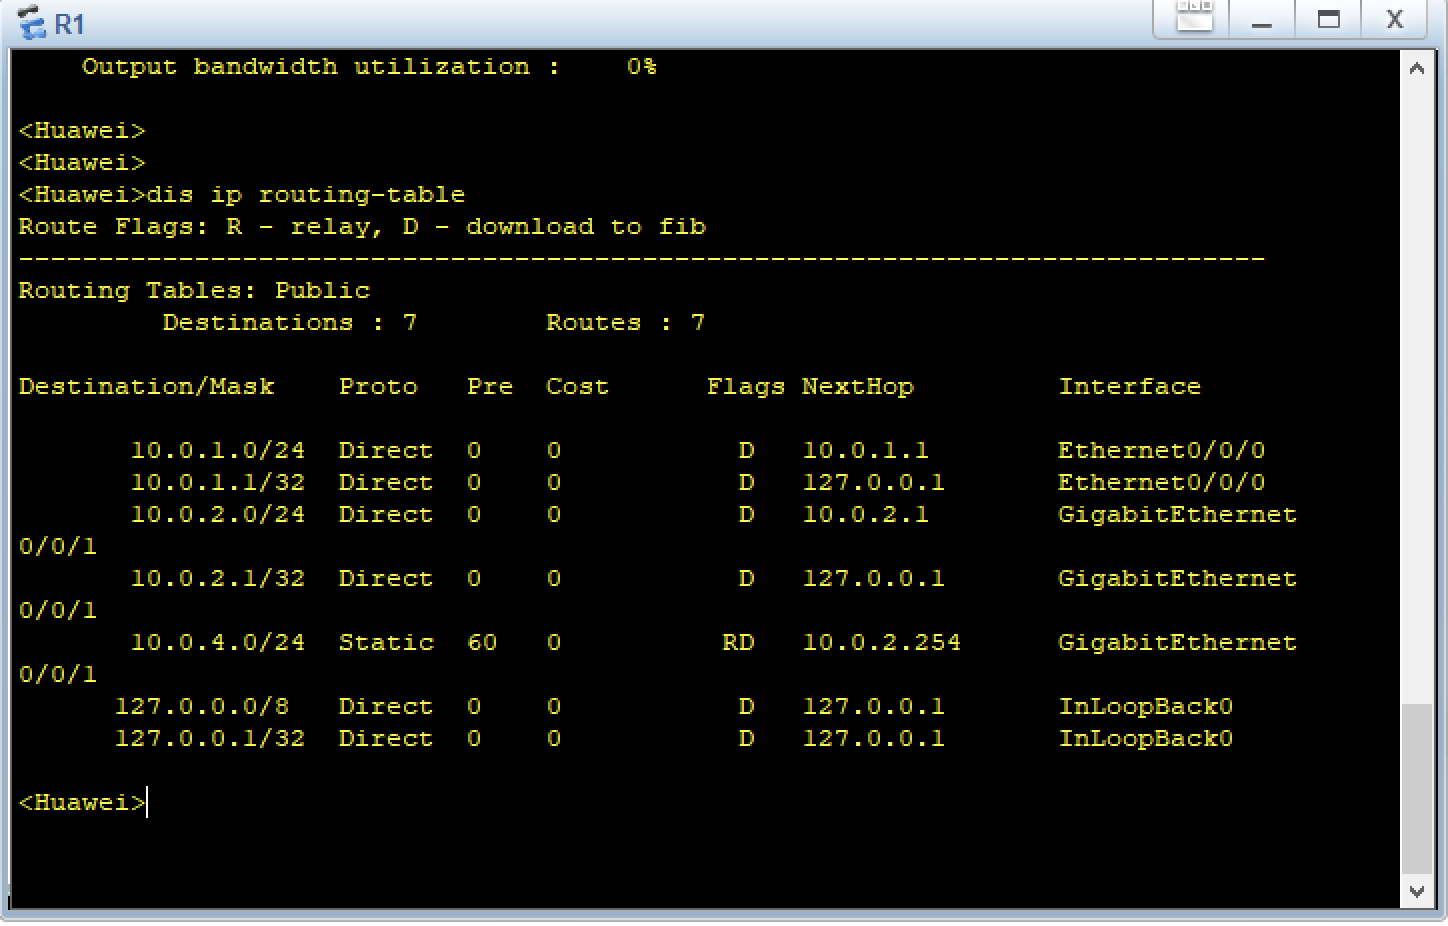 R1
Output bandwidth utilization :    0%
<Huawei>
<Huawei>
<Huawei>dis ip routing-table
Route Flags: R - relay, D - download to fib
------------------------------------------------------------------------------
Routing Tables: Public
         Destinations : 7        Routes : 7
Destination/Mask    Proto   Pre  Cost      Flags NextHop         Interface
       10.0.1.0/24  Direct  0    0           D   10.0.1.1        Ethernet0/0/0
       10.0.1.1/32  Direct  0    0           D   127.0.0.1       Ethernet0/0/0
       10.0.2.0/24  Direct  0    0           D   10.0.2.1        GigabitEthernet
0/0/1
       10.0.2.1/32  Direct  0    0           D   127.0.0.1       GigabitEthernet
0/0/1
       10.0.4.0/24  Static  60   0          RD   10.0.2.254      GigabitEthernet
0/0/1
      127.0.0.0/8   Direct  0    0           D   127.0.0.1       InLoopBack0
      127.0.0.1/32  Direct  0    0           D   127.0.0.1       InLoopBack0
<Huawei>